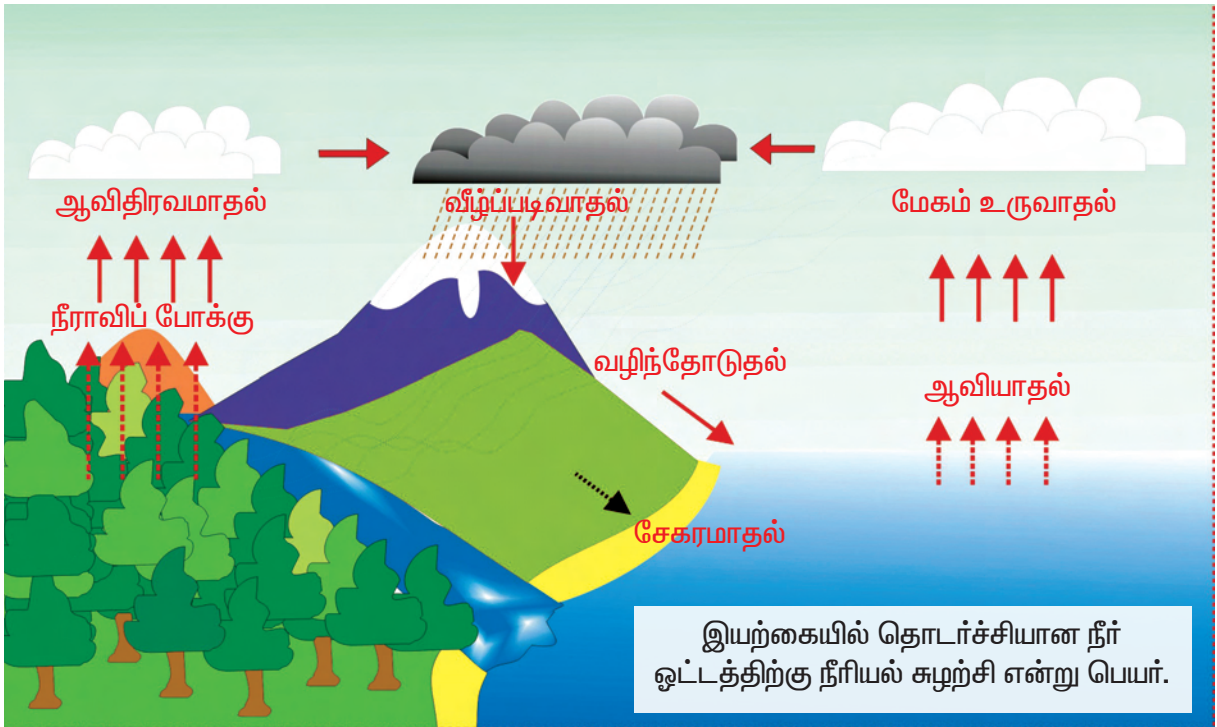 ஆவிதிரவமாதல்
வீழ்ப்படிவாதல்
மேகம் உருவாதல்
நீராவிப் போக்கு
வழிந்தோடுதல்
ஆவியாதல்
சேகரமாதல்
இயற்கையில் தொடர்ச்சியான நீர்
ஓட்டத்திற்கு நீரியல் சுழற்சி என்று பெயர்.